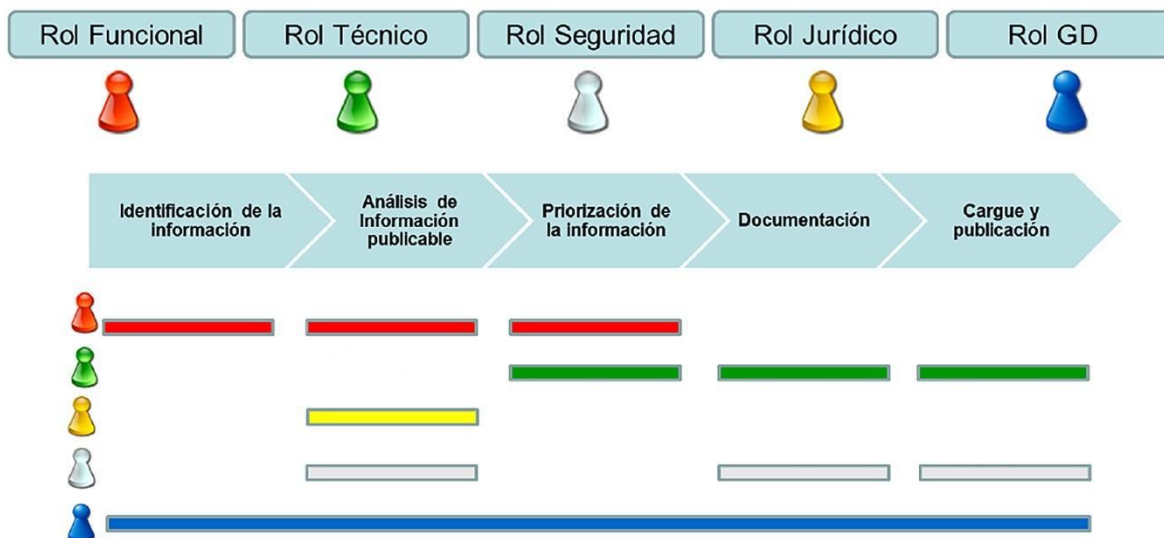 Rol Funcional
Rol Técnico
Rol Seguridad
Rol Jurídico
Rol GD
Identificación de la
información
Análisis de
Información
publicable
Priorización de
la información
Documentación
Cargue y
publicación